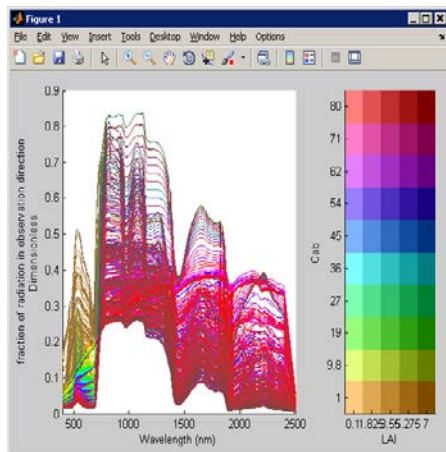 Figure 1
File Edit View Insert Tools Desktop Window Help Options
fraction of radiation in observation direction
Dimensionless
0.9
0.8
0.7
0.6
0.5
0.4
0.3
0.2
0.1
0
500 1000 1500 2000 2500
Wavelength (nm)
Cab
80
71
62
54
45
36
27
19
9.8
1
LAI